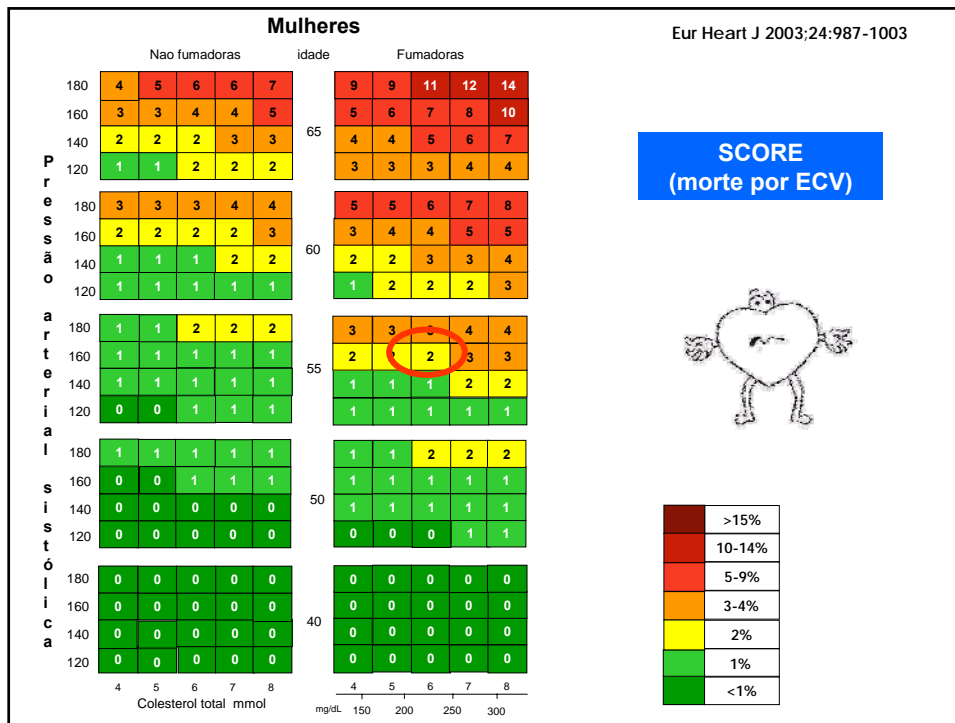 Mulheres
Eur Heart J 2003;24:987-1003
Nao fumadoras idade Fumadoras
180 4 5 6 6 7 9 9 11 12 14
160 3 3 4 4 5 5 6 7 8 10
65
140 2 2 2 3 3 4 4 5 6 7
120 1 1 2 2 2 3 3 3 4 4
180 3 3 3 4 4 5 5 6 7 8
160 2 2 2 2 3 3 4 4 5 5
60
140 1 1 1 2 2 2 2 3 3 4
120 1 1 1 1 1 1 2 2 2 3
180 1 1 2 2 2 3 3 3 4 4
160 1 1 1 1 1 2 2 2 3 3
55
140 1 1 1 1 1 1 1 1 2 2
120 0 0 1 1 1 1 1 1 1 1
180 1 1 1 1 1 1 1 2 2 2
160 0 0 1 1 1 1 1 1 1 1
50
140 0 0 0 0 0 1 1 1 1 1
120 0 0 0 0 0 0 0 0 1 1
180 0 0 0 0 0 0 0 0 0 0
160 0 0 0 0 0 0 0 0 0 0
40
140 0 0 0 0 0 0 0 0 0 0
120 0 0 0 0 0 0 0 0 0 0
4 5 6 7 8 4 5 6 7 8
Colesterol total mmol
mg/dL 150 200 250 300
Pressão arterial sistólica
SCORE
(morte por ECV)
>15%
10-14%
5-9%
3-4%
2%
1%
<1%